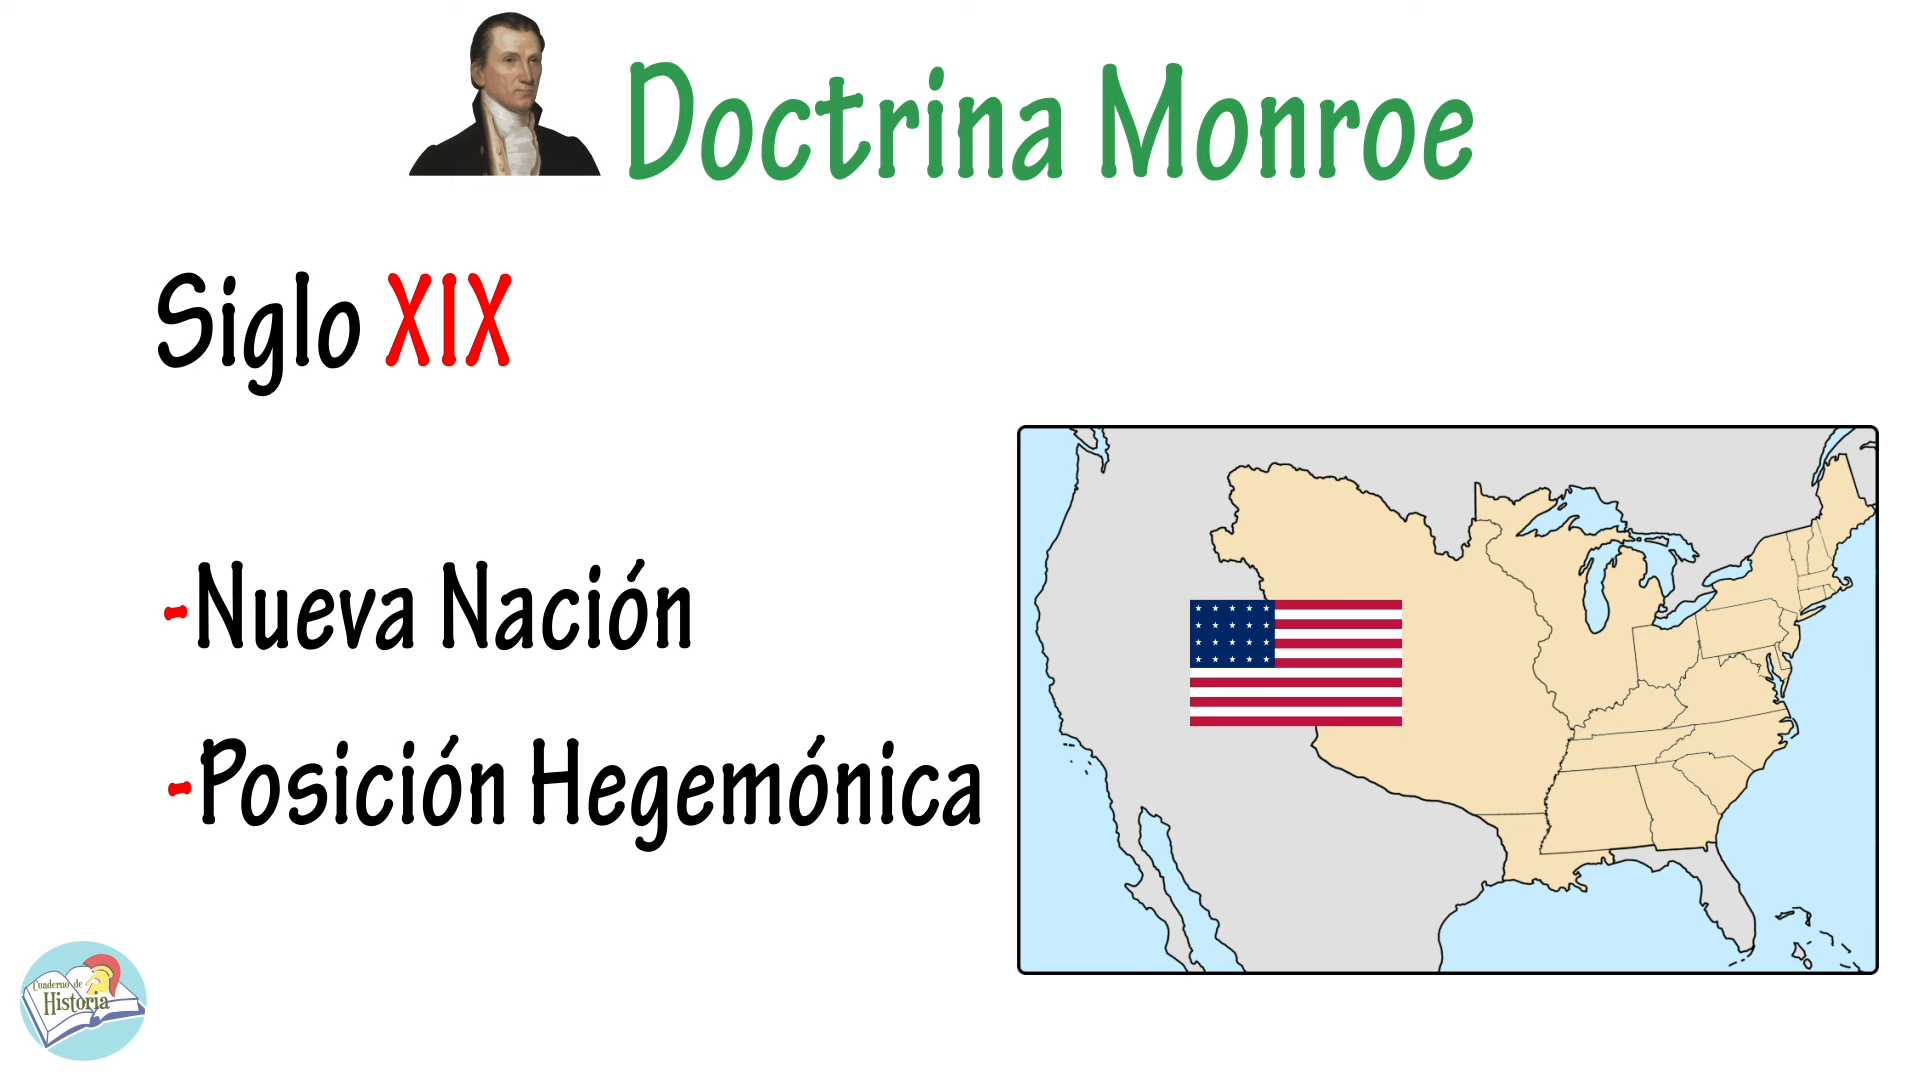 Doctrina Monroe
Siglo XIX
-Nueva Nación
-Posición Hegemónica
Cuaderno de
Historia